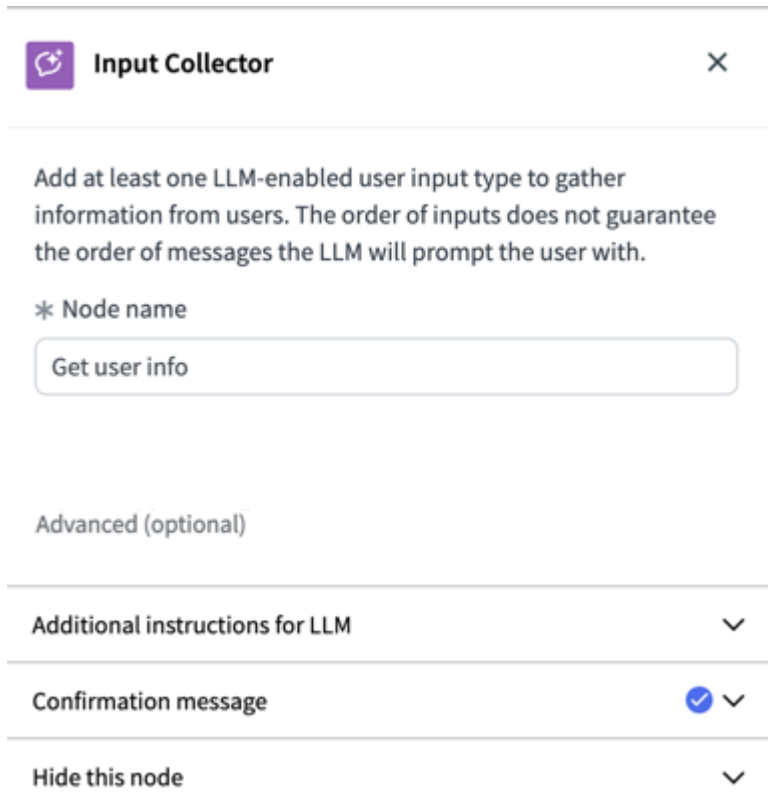 Input Collector
Add at least one LLM-enabled user input type to gather
information from users. The order of inputs does not guarantee
the order of messages the LLM will prompt the user with.
* Node name
Get user info
Advanced (optional)
Additional instructions for LLM
Confirmation message
Hide this node